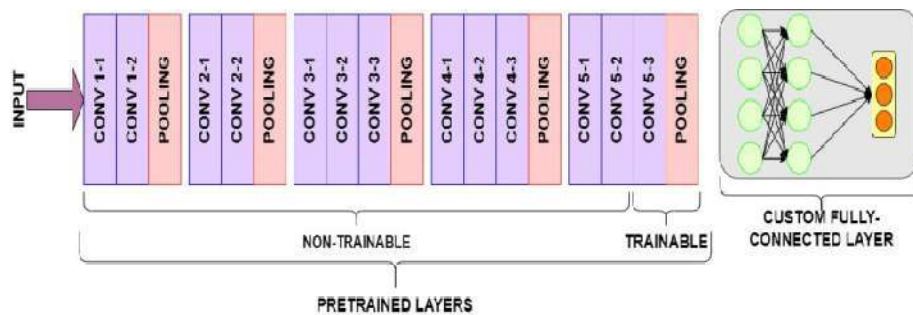 INPUT
CONV 1-1
CONV 1-2
POOLING
CONV 2-1
CONV 2-2
POOLING
CONV 3-1
CONV 3-2
CONV 3-3
POOLING
CONV 4-1
CONV 4-2
CONV 4-3
POOLING
CONV 5-1
CONV 5-2
CONV 5-3
POOLING
NON-TRAINABLE
TRAINABLE
CUSTOM FULLY-
CONNECTED LAYER
PRETRAINED LAYERS